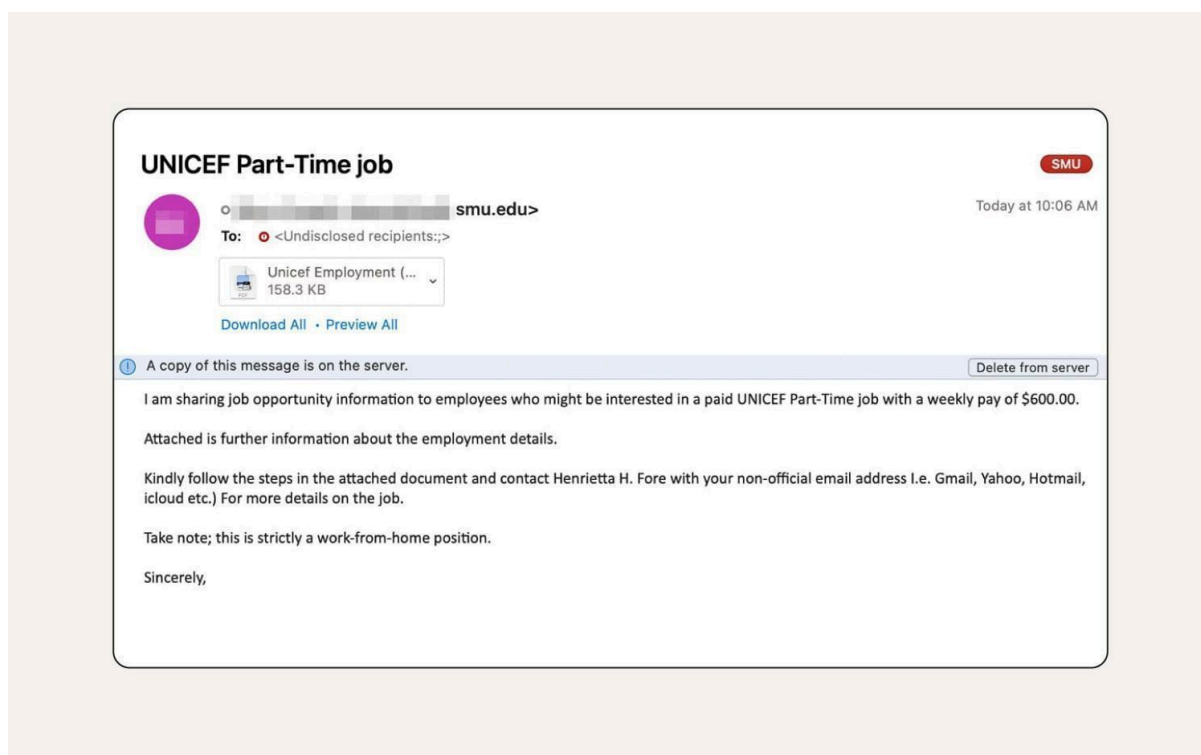 UNICEF Part-Time job
SMU
smu.edu>
Today at 10:06 AM
To: <Undisclosed recipients:;>
Unicef Employment (...
158.3 KB
PDF
Download All • Preview All
A copy of this message is on the server.
Delete from server
I am sharing job opportunity information to employees who might be interested in a paid UNICEF Part-Time job with a weekly pay of $600.00.
Attached is further information about the employment details.
Kindly follow the steps in the attached document and contact Henrietta H. Fore with your non-official email address I.e. Gmail, Yahoo, Hotmail,
icloud etc.) For more details on the job.
Take note; this is strictly a work-from-home position.
Sincerely,